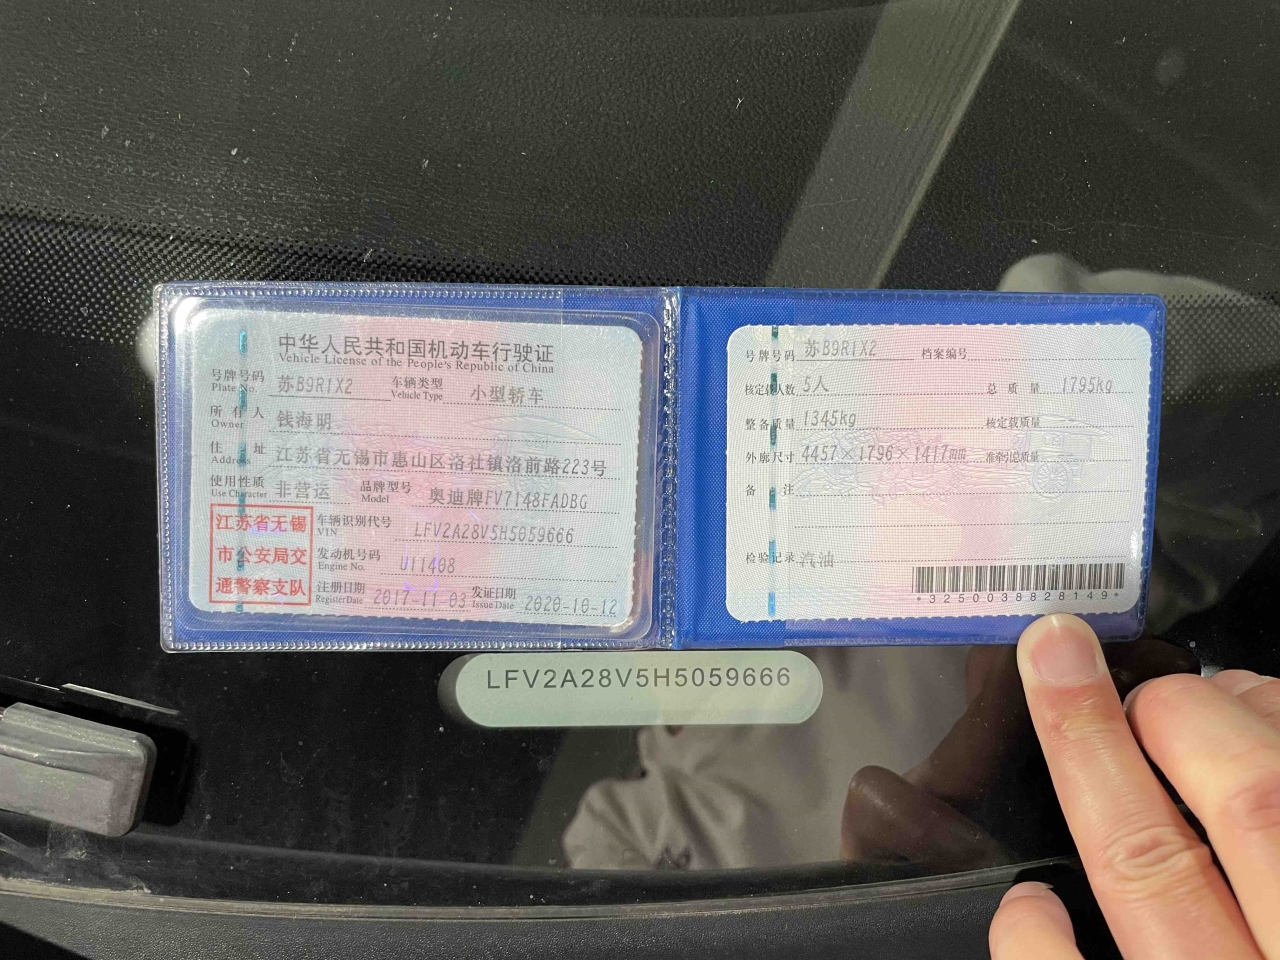 中华人民共和国机动车行驶证
Vehicle License of the People's Republic of China
号牌号码 苏B9R1X2 车辆类型 小型轿车
Plate No. Vehicle Type
所有人 钱海明
Owner
住址 江苏省无锡市惠山区洛社镇洛前路223号
Address
使用性质 非营运 品牌型号 奥迪牌FV7148FADBG
Use Character Model
江苏省无锡
市公安局交
通警察支队
车辆识别代号 LFV2A28V5H5059666
VIN
发动机号码 U11408
Engine No.
注册日期 2017-11-03 发证日期 2020-10-12
Register Date Issue Date
号牌号码 苏B9R1X2 档案编号
核定载人数 5人 总质量 1795kg
整备质量 1345kg 核定载质量 --
外廓尺寸 4457×1796×1417mm 准牵引总质量 --
备注
检验记录 汽油
*3250038828149*
LFV2A28V5H5059666